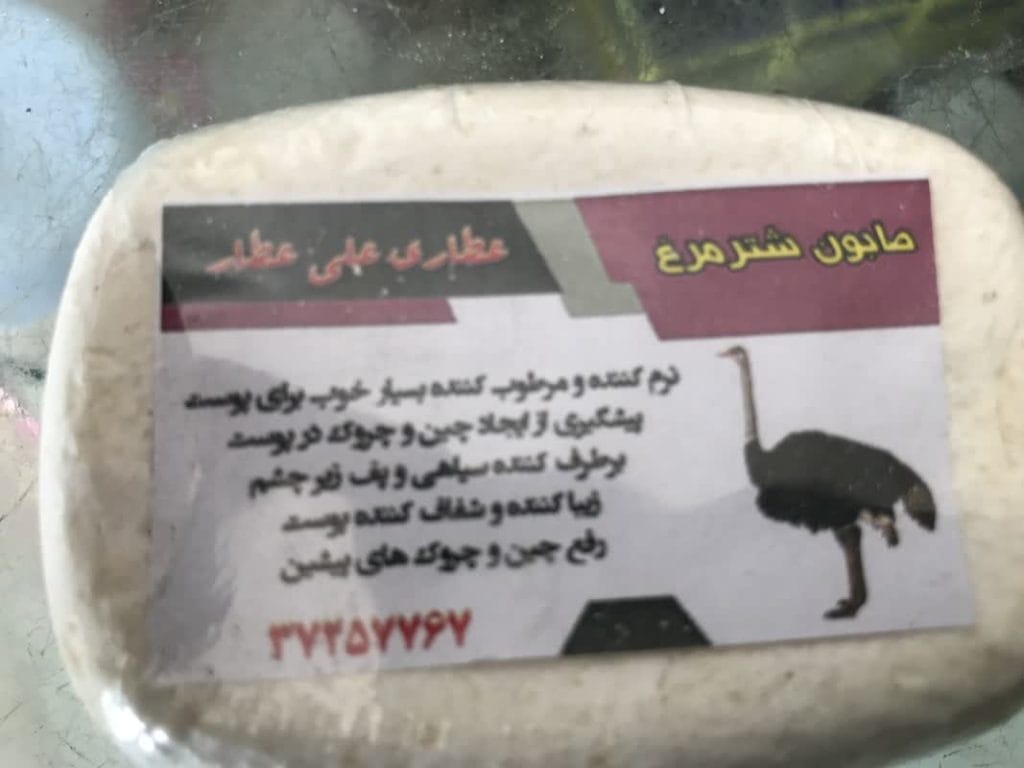 صابون شترمرغ
عطاری علی عطار
نرم کننده و مرطوب کننده بسیار خوب برای پوست
پیشگیری از ایجاد چین و چروک در پوست
برطرف کننده سیاهی و پف زیر چشم
زیبا کننده و شفاف کننده پوست
رفع چین و چروک های پیشین
۳۷۲۵۷۷۶۷